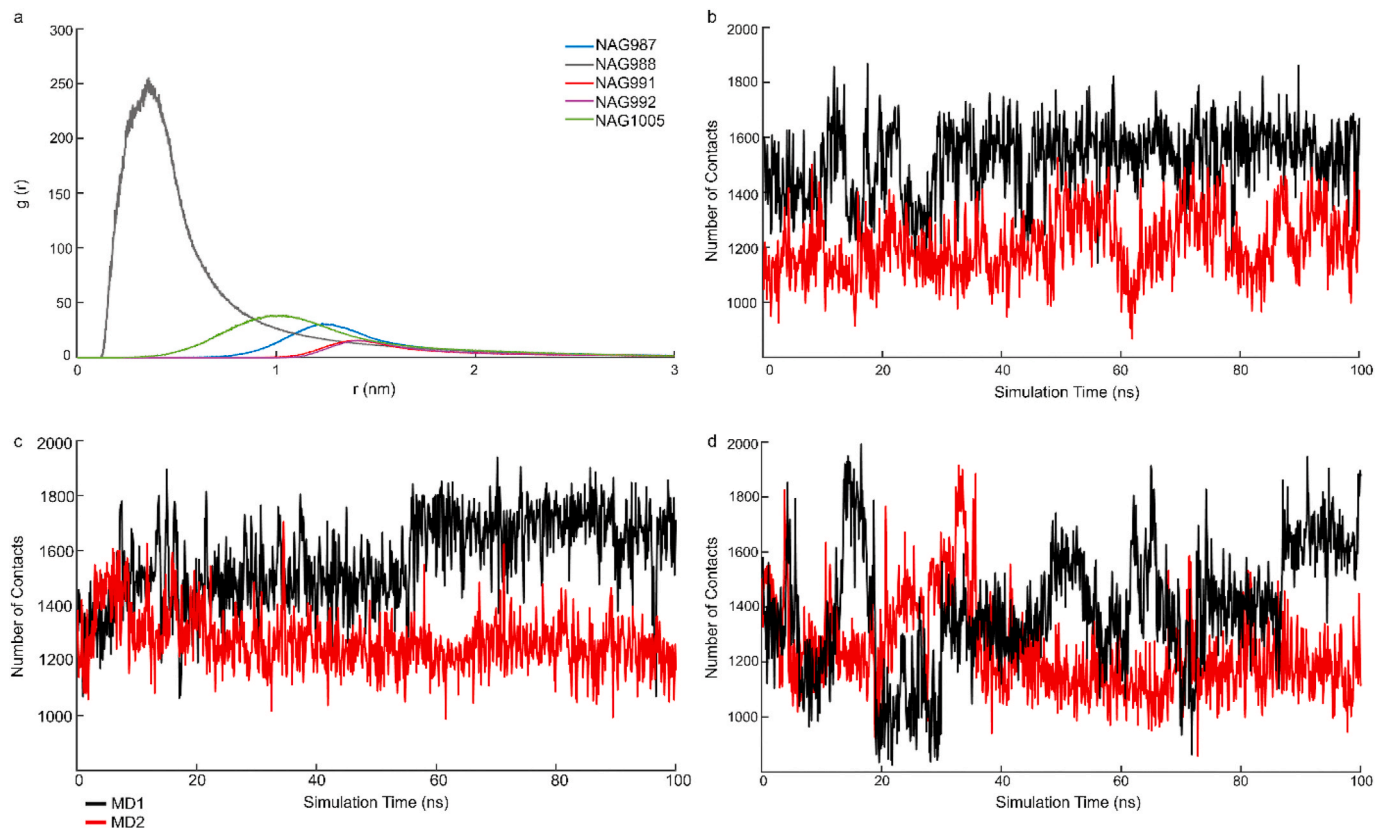 a
300
250
200
150
100
50
0
g (r)
0 1 2 3
r (nm)
NAG987
NAG988
NAG991
NAG992
NAG1005
b
2000
1800
1600
1400
1200
1000
Number of Contacts
0 20 40 60 80 100
Simulation Time (ns)
c
2000
1800
1600
1400
1200
1000
Number of Contacts
0 20 40 60 80 100
Simulation Time (ns)
MD1
MD2
d
2000
1800
1600
1400
1200
1000
Number of Contacts
0 20 40 60 80 100
Simulation Time (ns)